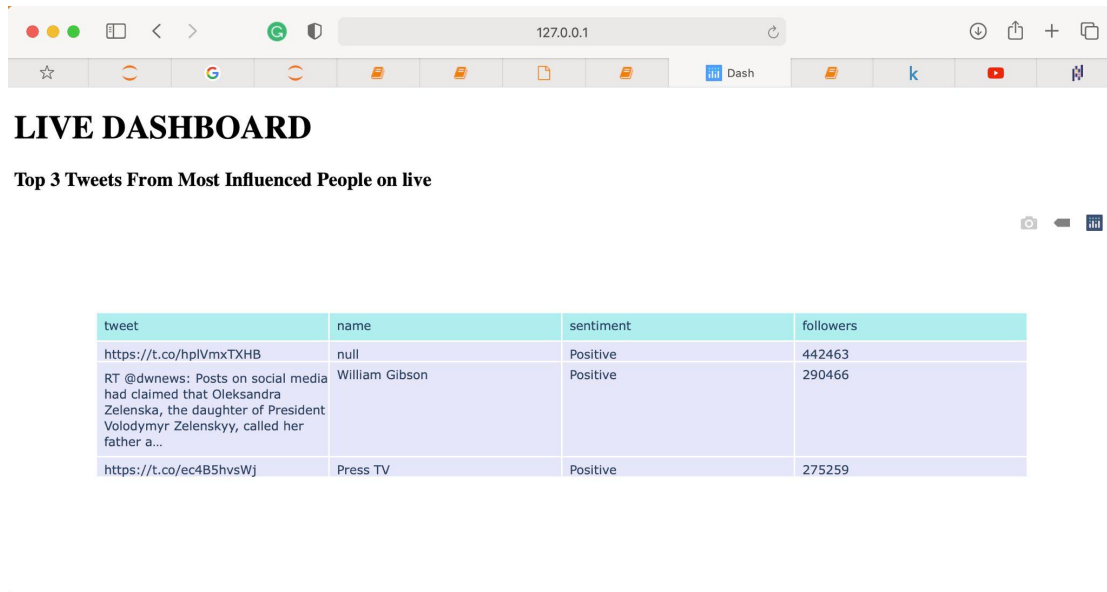 127.0.0.1
Dash
LIVE DASHBOARD
Top 3 Tweets From Most Influenced People on live
tweet name sentiment followers
https://t.co/hplVmxTXHB null Positive 442463
RT @dwnews: Posts on social media William Gibson Positive 290466
had claimed that Oleksandra
Zelenska, the daughter of President
Volodymyr Zelenskyy, called her
father a…
https://t.co/ec4B5hvsWj Press TV Positive 275259